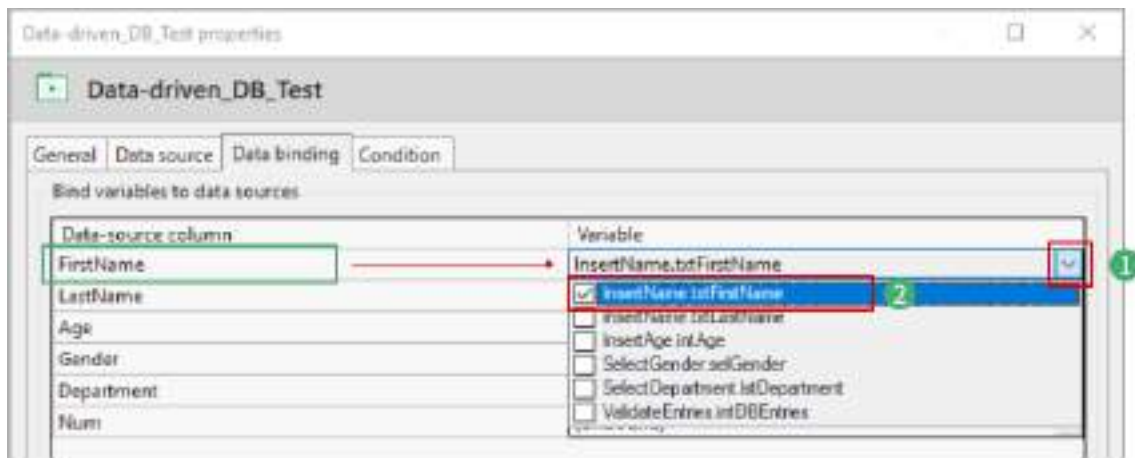 Data-driven_DB_Test properties
Data-driven_DB_Test
General Data source Data binding Condition
Bind variables to data sources
Data-source column Variable
FirstName InsertName.txtFirstName 1
LastName InsertName.txtFirstName 2
InsertName.txtLastName
Age InsertAge.intAge
Gender SelectGender.selGender
Department SelectDepartment.lstDepartment
ValidateEntries.intDBEntries
Num